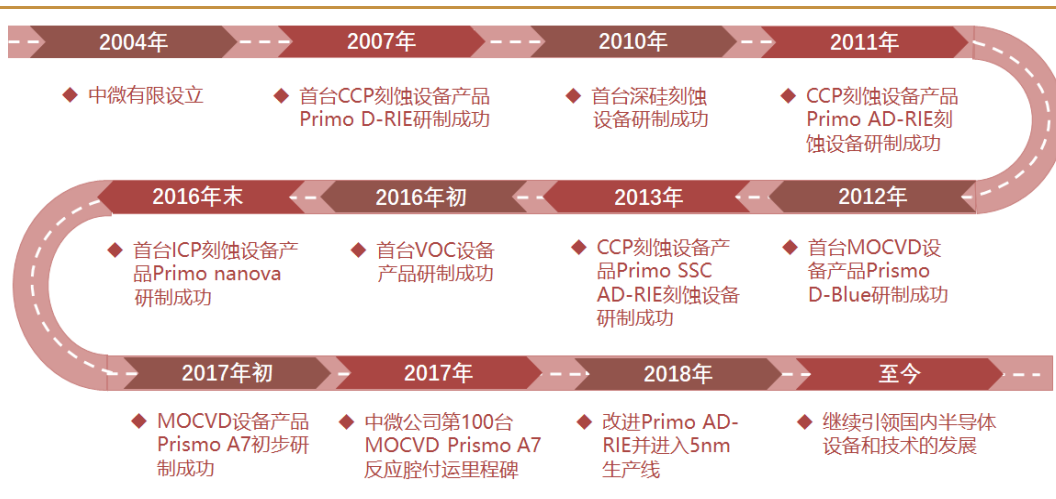 2004年
2007年
2010年
2011年
◆ 中微有限设立
◆ 首台CCP刻蚀设备产品
Primo D-RIE研制成功
◆ 首台深硅刻蚀
设备研制成功
◆ CCP刻蚀设备产品
Primo AD-RIE刻
蚀设备研制成功
2016年末
2016年初
2013年
2012年
◆ 首台ICP刻蚀设备产
品Primo nanova
研制成功
◆ 首台VOC设备
产品研制成功
◆ CCP刻蚀设备产
品Primo SSC
AD-RIE刻蚀设备
研制成功
◆ 首台MOCVD设
备产品Prismo
D-Blue研制成功
2017年初
2017年
2018年
至今
◆ MOCVD设备产品
Prismo A7初步研
制成功
◆ 中微公司第100台
MOCVD Prismo A7
反应腔付运里程碑
◆ 改进Primo AD-
RIE并进入5nm
生产线
◆ 继续引领国内半导体
设备和技术的发展